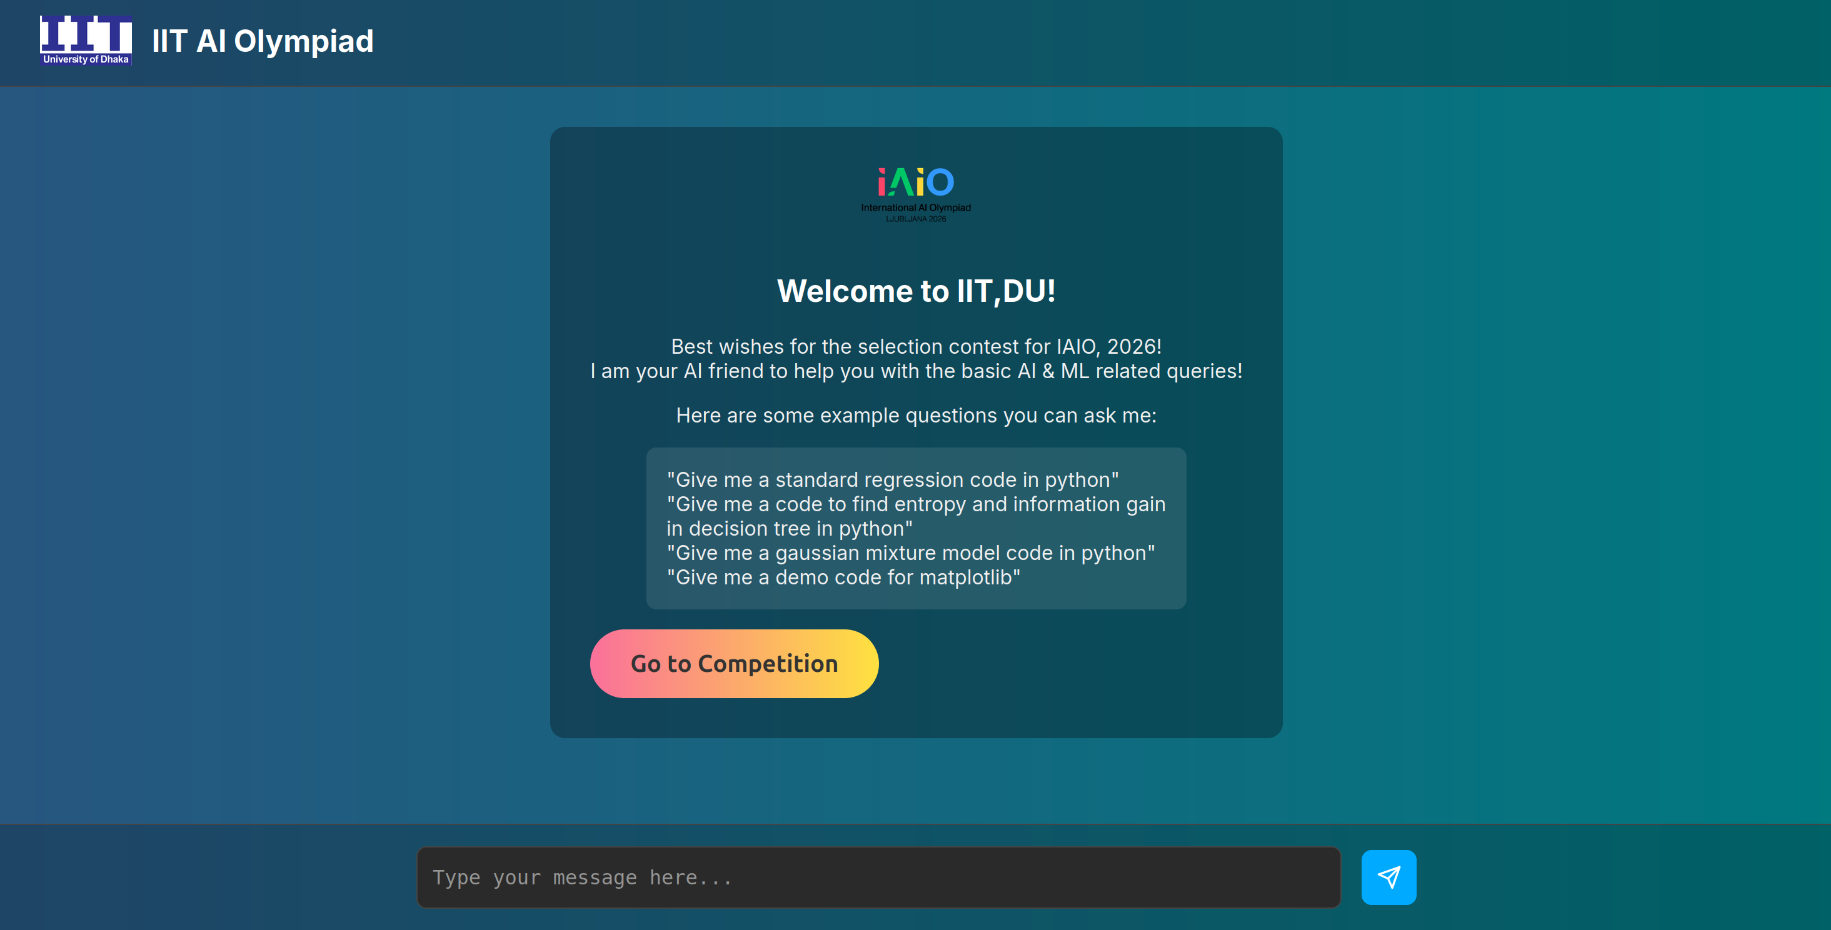 IIT
University of Dhaka
IIT AI Olympiad
iAiO
International AI Olympiad
LJUBLJANA 2026
Welcome to IIT,DU!
Best wishes for the selection contest for IAIO, 2026!
I am your AI friend to help you with the basic AI & ML related queries!
Here are some example questions you can ask me:
"Give me a standard regression code in python"
"Give me a code to find entropy and information gain
in decision tree in python"
"Give me a gaussian mixture model code in python"
"Give me a demo code for matplotlib"
Go to Competition
Type your message here...